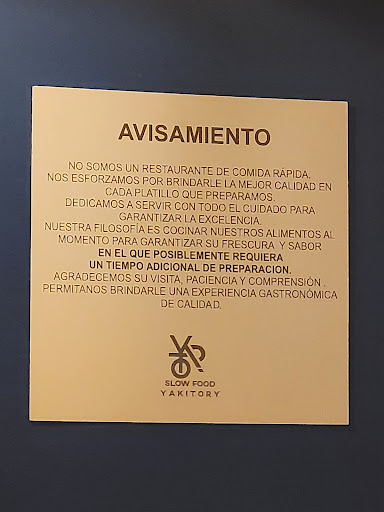 AVISAMIENTO
NO SOMOS UN RESTAURANTE DE COMIDA RÁPIDA.
NOS ESFORZAMOS POR BRINDARLE LA MEJOR CALIDAD EN
CADA PLATILLO QUE PREPARAMOS.
DEDICAMOS A SERVIR CON TODO EL CUIDADO PARA
GARANTIZAR LA EXCELENCIA.
NUESTRA FILOSOFÍA ES COCINAR NUESTROS ALIMENTOS AL
MOMENTO PARA GARANTIZAR SU FRESCURA Y SABOR
EN EL QUE POSIBLEMENTE REQUIERA
UN TIEMPO ADICIONAL DE PREPARACION.
AGRADECEMOS SU VISITA, PACIENCIA Y COMPRENSIÓN .
PERMITANOS BRINDARLE UNA EXPERIENCIA GASTRONÓMICA
DE CALIDAD.
SLOW FOOD
YAKITORY